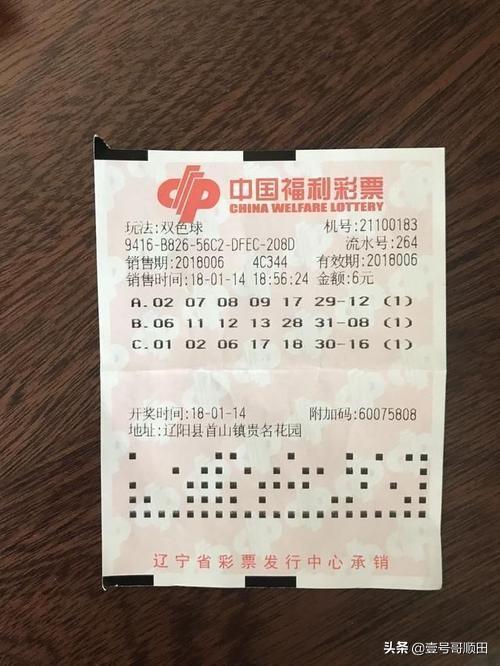 中国福利彩票
CHINA WELFARE LOTTERY
玩法:双色球 机号:21100183
9416-B826-56C2-DFEC-208D 流水号:264
销售期:2018006 4C344 有效期:2018006
销售时间:18-01-14 18:56:24 金额:6元
A.02 07 08 09 17 29-12 (1)
B.06 11 12 13 28 31-08 (1)
C.01 02 06 17 18 30-16 (1)
开奖时间:18-01-14 附加码:60075808
地址:辽阳县首山镇贵名花园
辽宁省彩票发行中心承销
头条 @壹号哥顺田